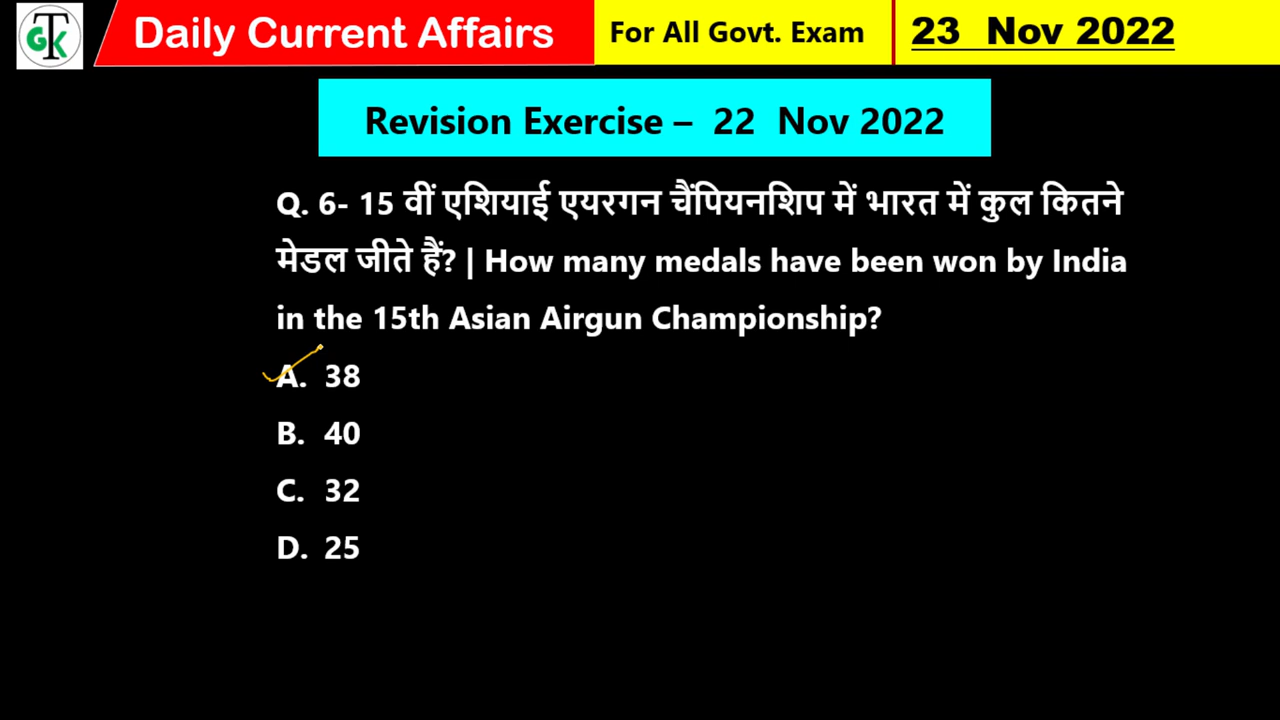 TGK
Daily Current Affairs
For All Govt. Exam
23 Nov 2022
Revision Exercise – 22 Nov 2022
Q. 6- 15 वीं एशियाई एयरगन चैंपियनशिप में भारत में कुल कितने
मेडल जीते हैं? | How many medals have been won by India
in the 15th Asian Airgun Championship?
A. 38
B. 40
C. 32
D. 25